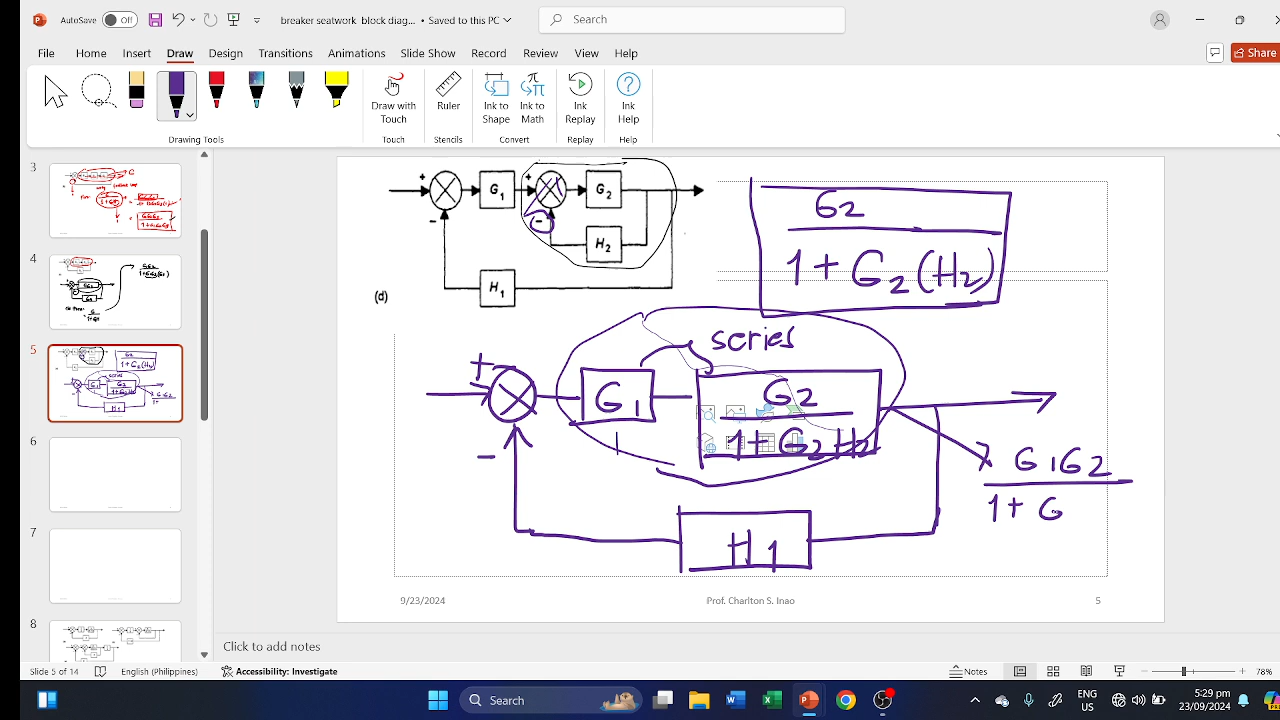 AutoSave Off breaker seatwork block diag... • Saved to this PC Search
File Home Insert Draw Design Transitions Animations Slide Show Record Review View Help Share
Draw with Touch Ruler Ink to Shape Ink to Math Ink Replay Ink Help
Drawing Tools Touch Stencils Convert Replay Help
3
4
5
6
7
8
+ G₁ + G₂
- -
H₂
H₁
(d)
G2
1 + G2(H2)
series
+ G1 G2
1 + G2H2
-
H1
G1G2
1 + G
9/23/2024 Prof. Charlton S. Inao 5
Click to add notes
Slide 5 of 14 English (Philippines) Accessibility: Investigate Notes 78%
Search ENG US 5:29 pm 23/09/2024